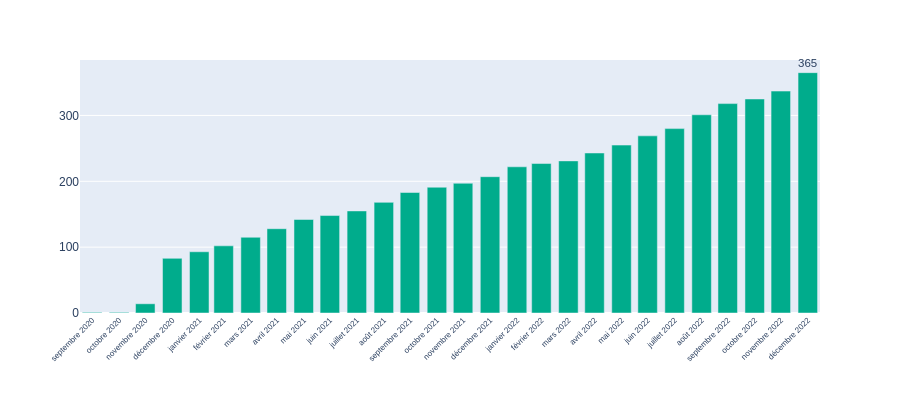 365
300
200
100
0
septembre 2020
octobre 2020
novembre 2020
décembre 2020
janvier 2021
février 2021
mars 2021
avril 2021
mai 2021
juin 2021
juillet 2021
août 2021
septembre 2021
octobre 2021
novembre 2021
décembre 2021
janvier 2022
février 2022
mars 2022
avril 2022
mai 2022
juin 2022
juillet 2022
août 2022
septembre 2022
octobre 2022
novembre 2022
décembre 2022